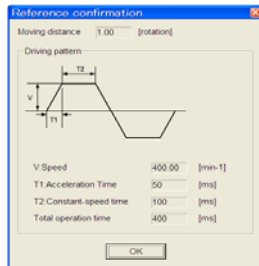 Reference confirmation
Moving distance 1.00 [rotation]
Driving pattern
T2
V
T1
V:Speed 400.00 [min-1]
T1:Acceleration Time 50 [ms]
T2:Constant-speed time 100 [ms]
Total operation time 400 [ms]
OK